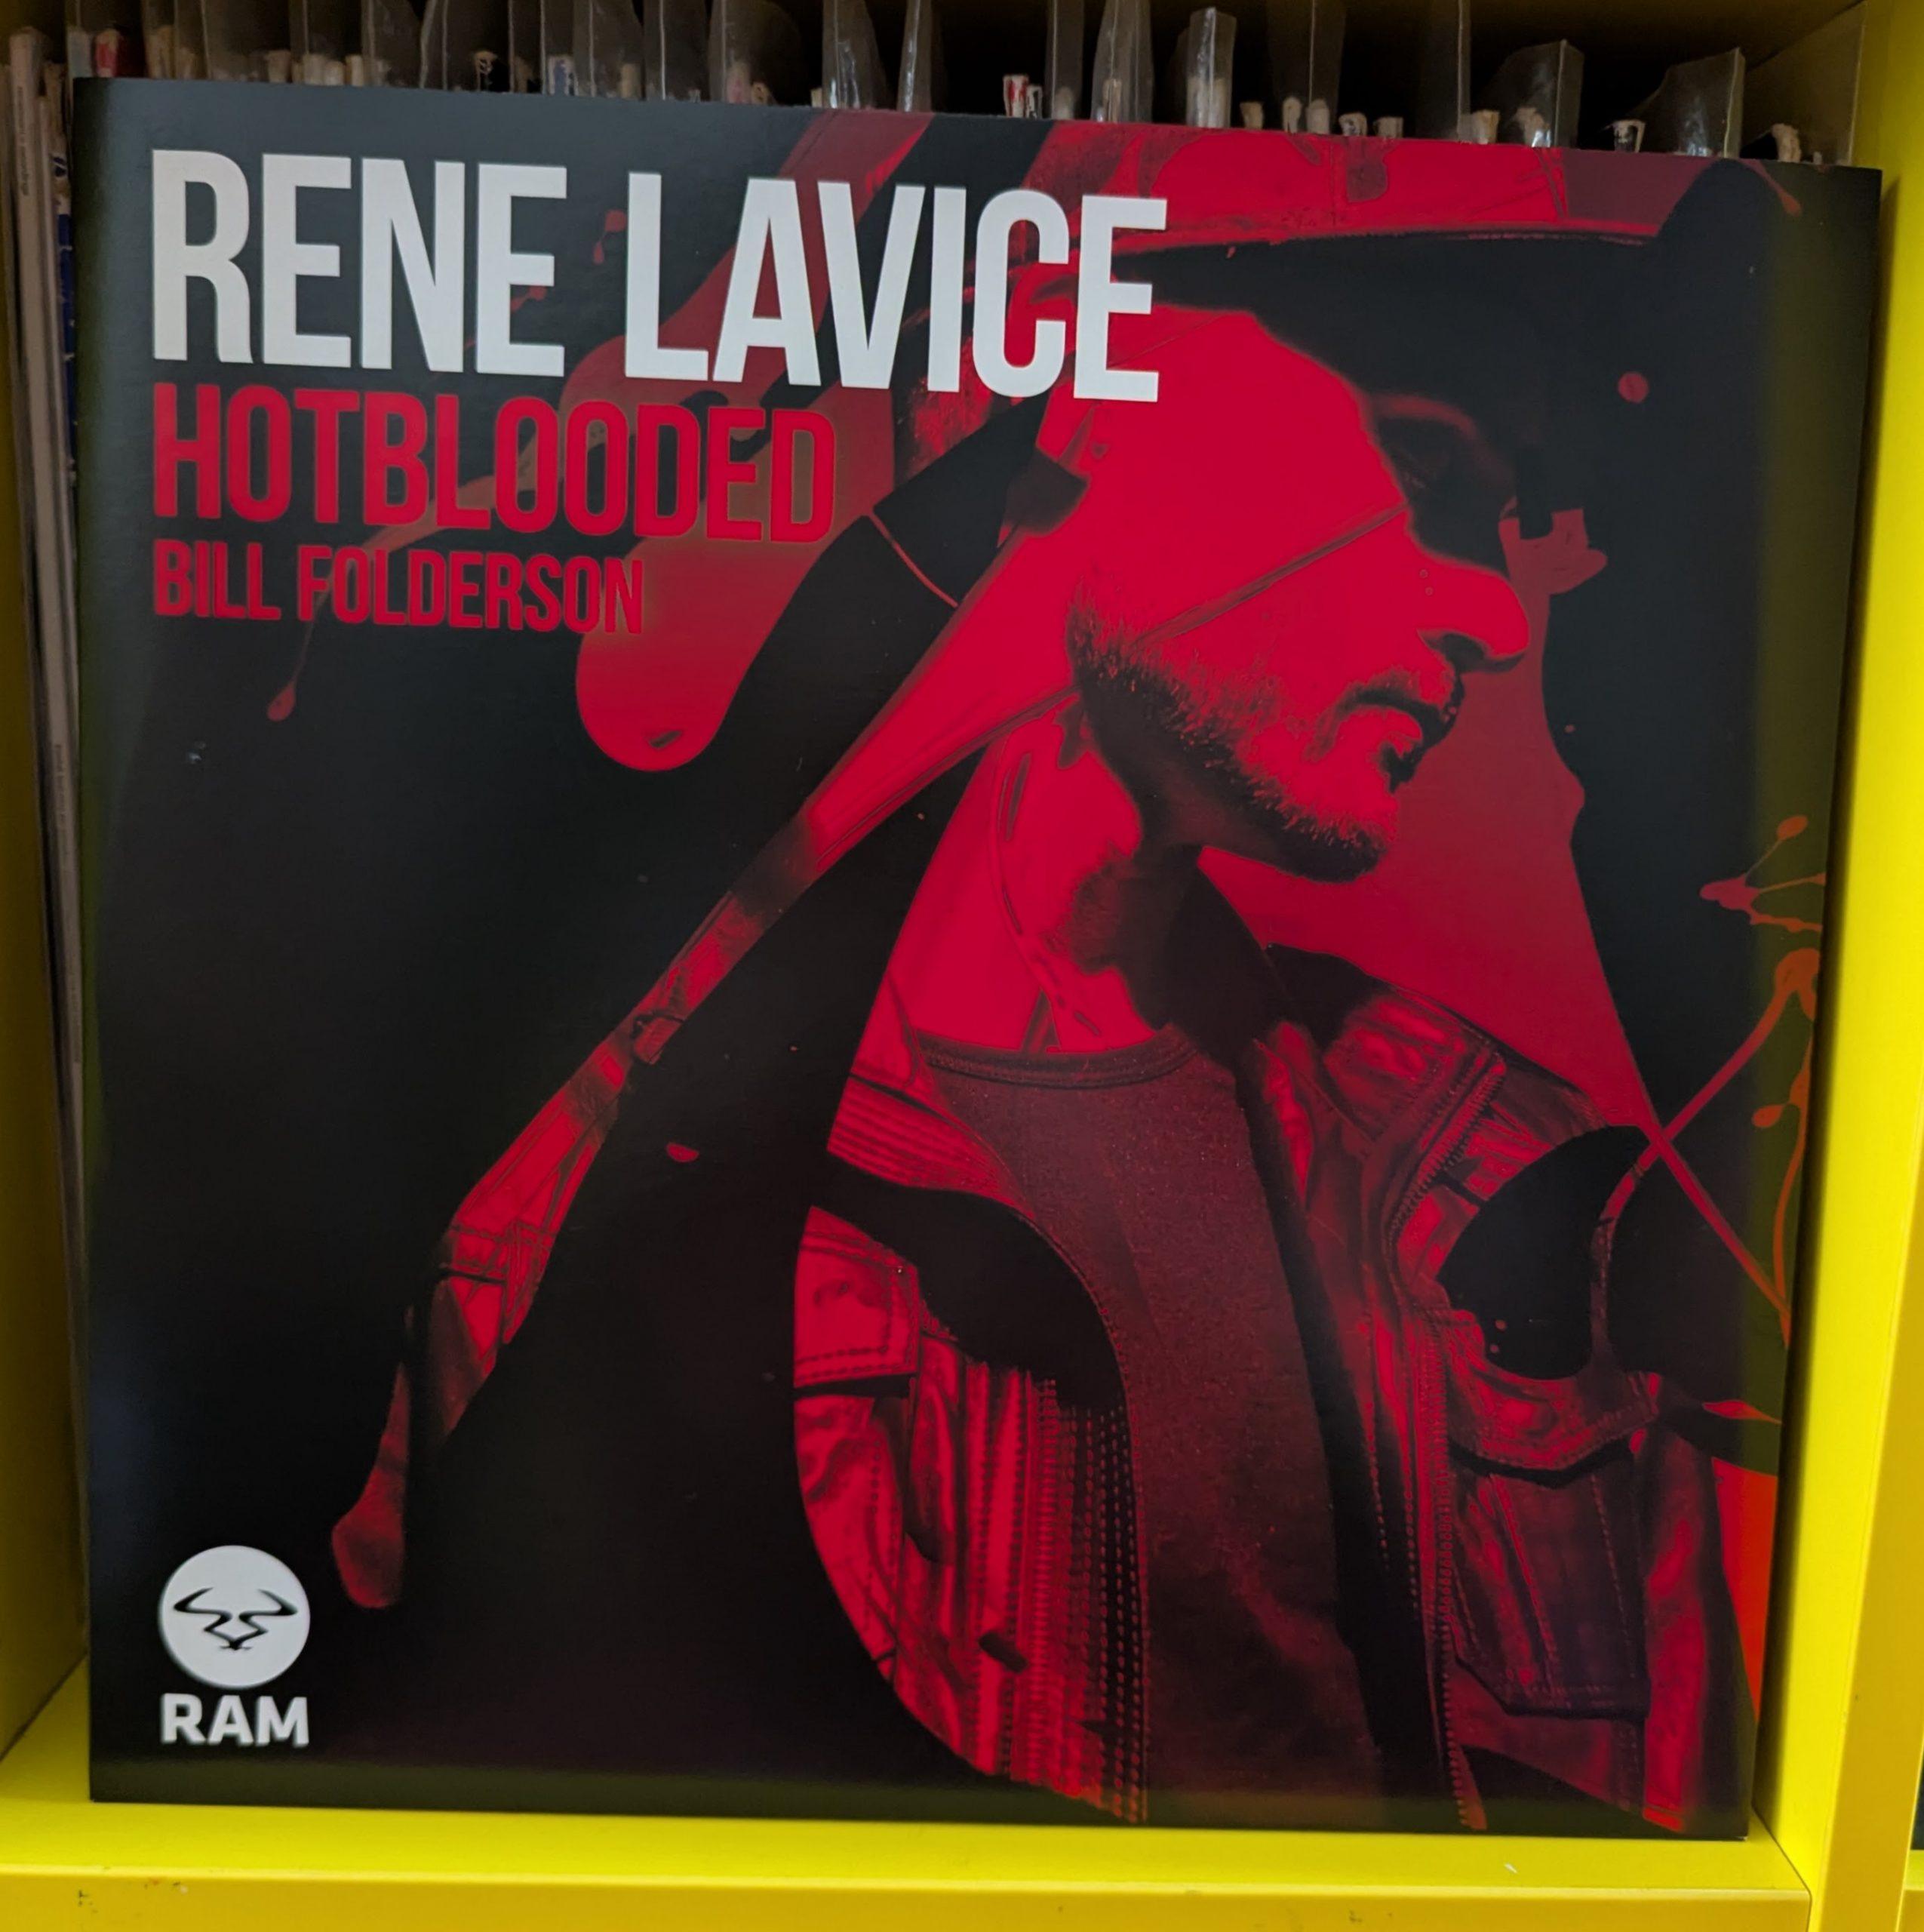 RENE LAVICE
HOTBLOODED
BILL FOLDERSON
RAM